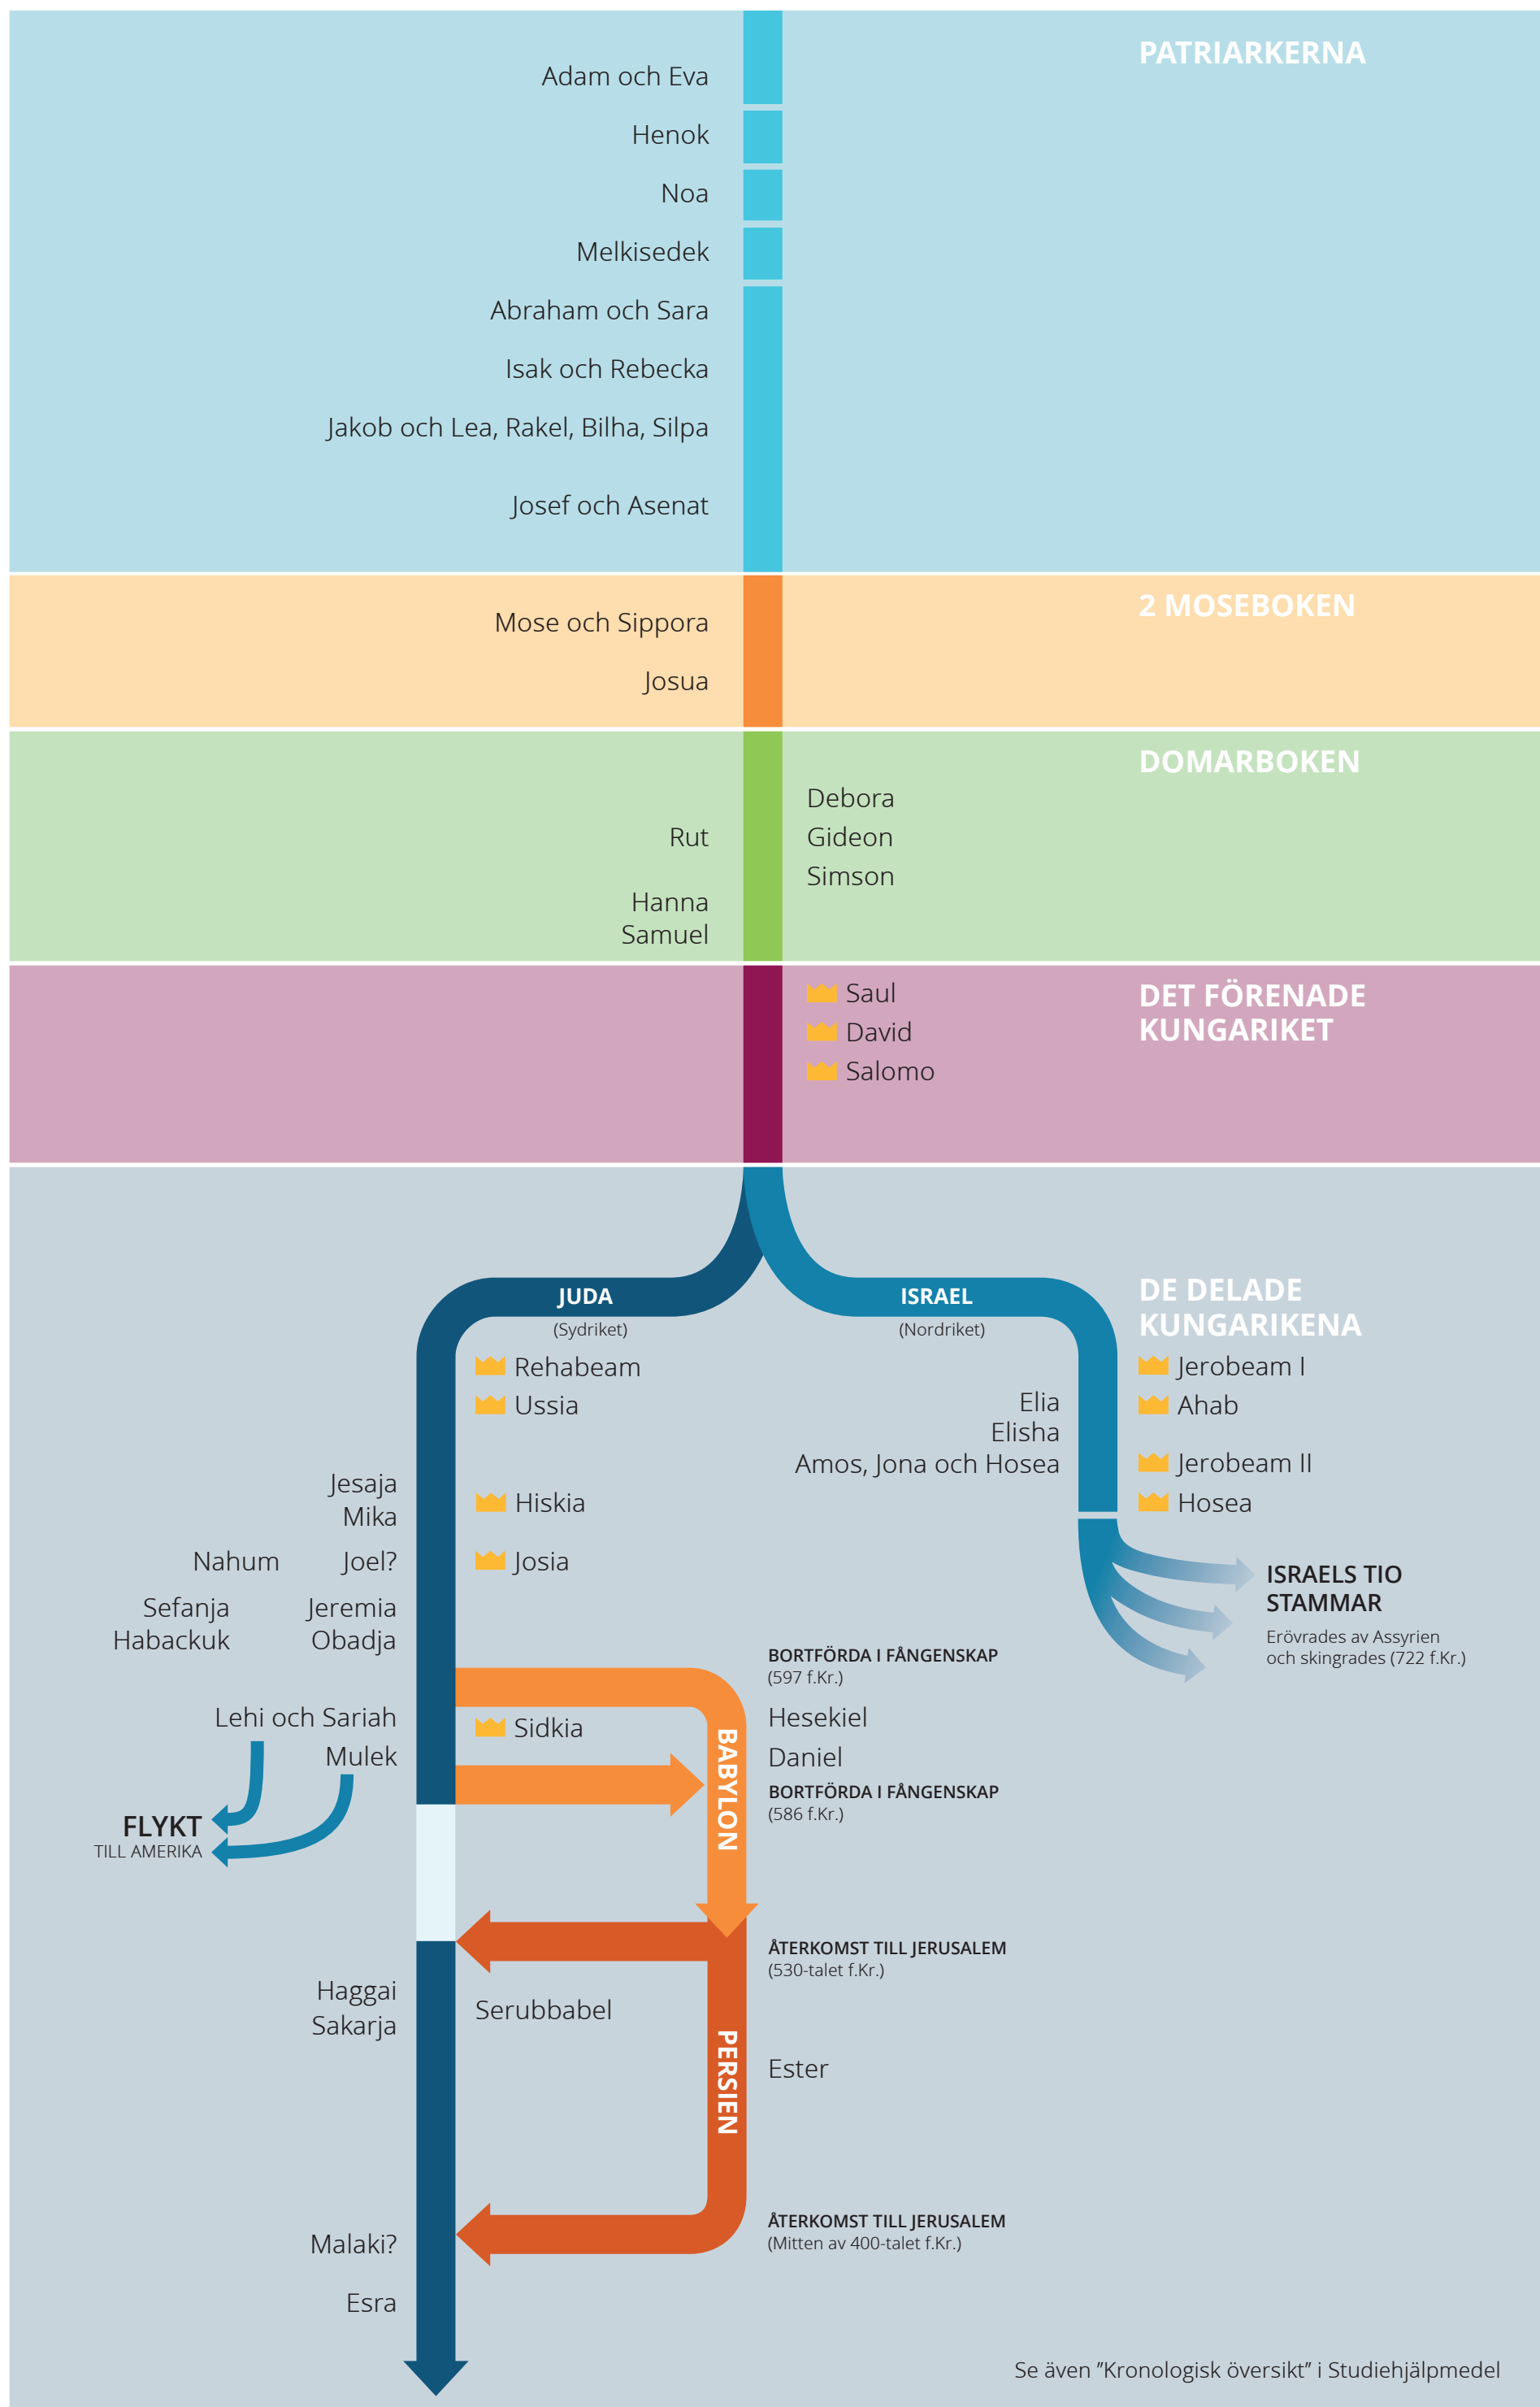 PATRIARKERNA
Adam och Eva
Henok
Noa
Melkisedek
Abraham och Sara
Isak och Rebecka
Jakob och Lea, Rakel, Bilha, Silpa
Josef och Asenat
2 MOSEBOKEN
Mose och Sippora
Josua
DOMARBOKEN
Debora
Rut
Gideon
Simson
Hanna
Samuel
DET FÖRENADE
KUNGARIKET
Saul
David
Salomo
DE DELADE
KUNGARIKENA
JUDA
(Sydriket)
ISRAEL
(Nordriket)
Rehabeam
Ussia
Hiskia
Josia
Jesaja
Mika
Nahum
Joel?
Sefanja
Habackuk
Jeremia
Obadja
Elia
Elisha
Amos, Jona och Hosea
Jerobeam I
Ahab
Jerobeam II
Hosea
ISRAELS TIO
STAMMAR
Erövrades av Assyrien
och skingrades (722 f.Kr.)
BORTFÖRDA I FÅNGENSKAP
(597 f.Kr.)
Lehi och Sariah
Mulek
Sidkia
BABYLON
Hesekiel
Daniel
BORTFÖRDA I FÅNGENSKAP
(586 f.Kr.)
FLYKT
TILL AMERIKA
ÅTERKOMST TILL JERUSALEM
(530-talet f.Kr.)
Haggai
Sakarja
Serubbabel
PERSIEN
Ester
ÅTERKOMST TILL JERUSALEM
(Mitten av 400-talet f.Kr.)
Malaki?
Esra
Se även ”Kronologisk översikt” i Studiehjälpmedel